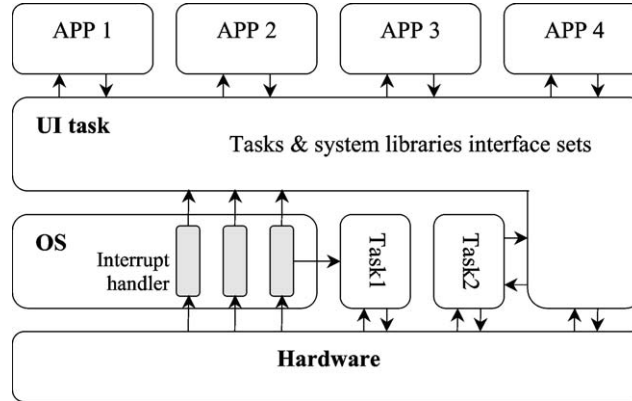 APP 1
APP 2
APP 3
APP 4
UI task
Tasks & system libraries interface sets
OS
Interrupt
handler
Task1
Task2
Hardware